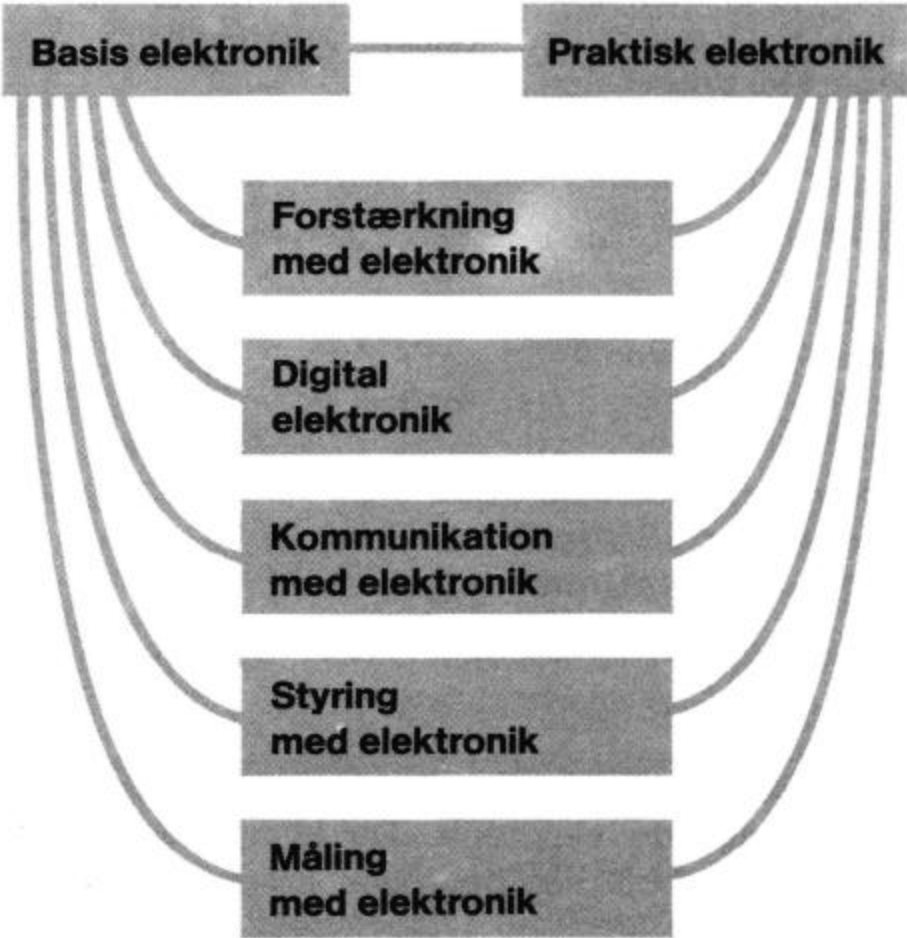 Basis elektronik
Praktisk elektronik
Forstærkning
med elektronik
Digital
elektronik
Kommunikation
med elektronik
Styring
med elektronik
Måling
med elektronik